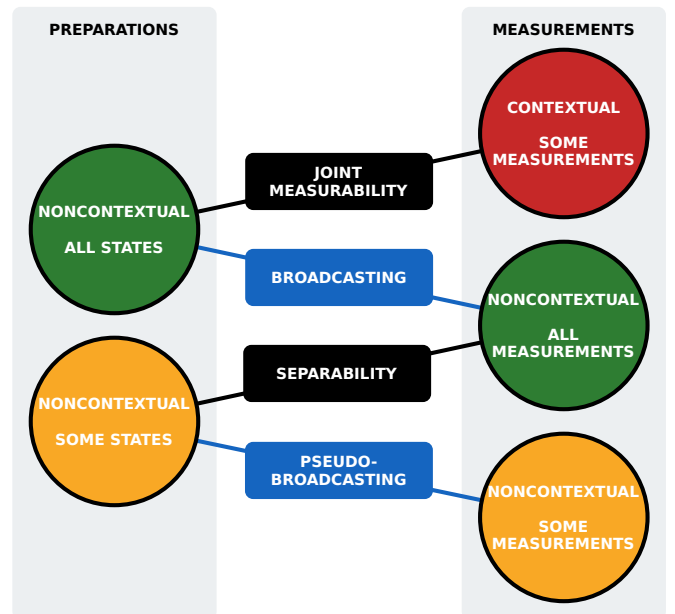 PREPARATIONS
MEASUREMENTS
CONTEXTUAL
SOME
MEASUREMENTS
JOINT
MEASURABILITY
NONCONTEXTUAL
ALL STATES
BROADCASTING
NONCONTEXTUAL
ALL
MEASUREMENTS
SEPARABILITY
NONCONTEXTUAL
SOME STATES
PSEUDO-
BROADCASTING
NONCONTEXTUAL
SOME
MEASUREMENTS